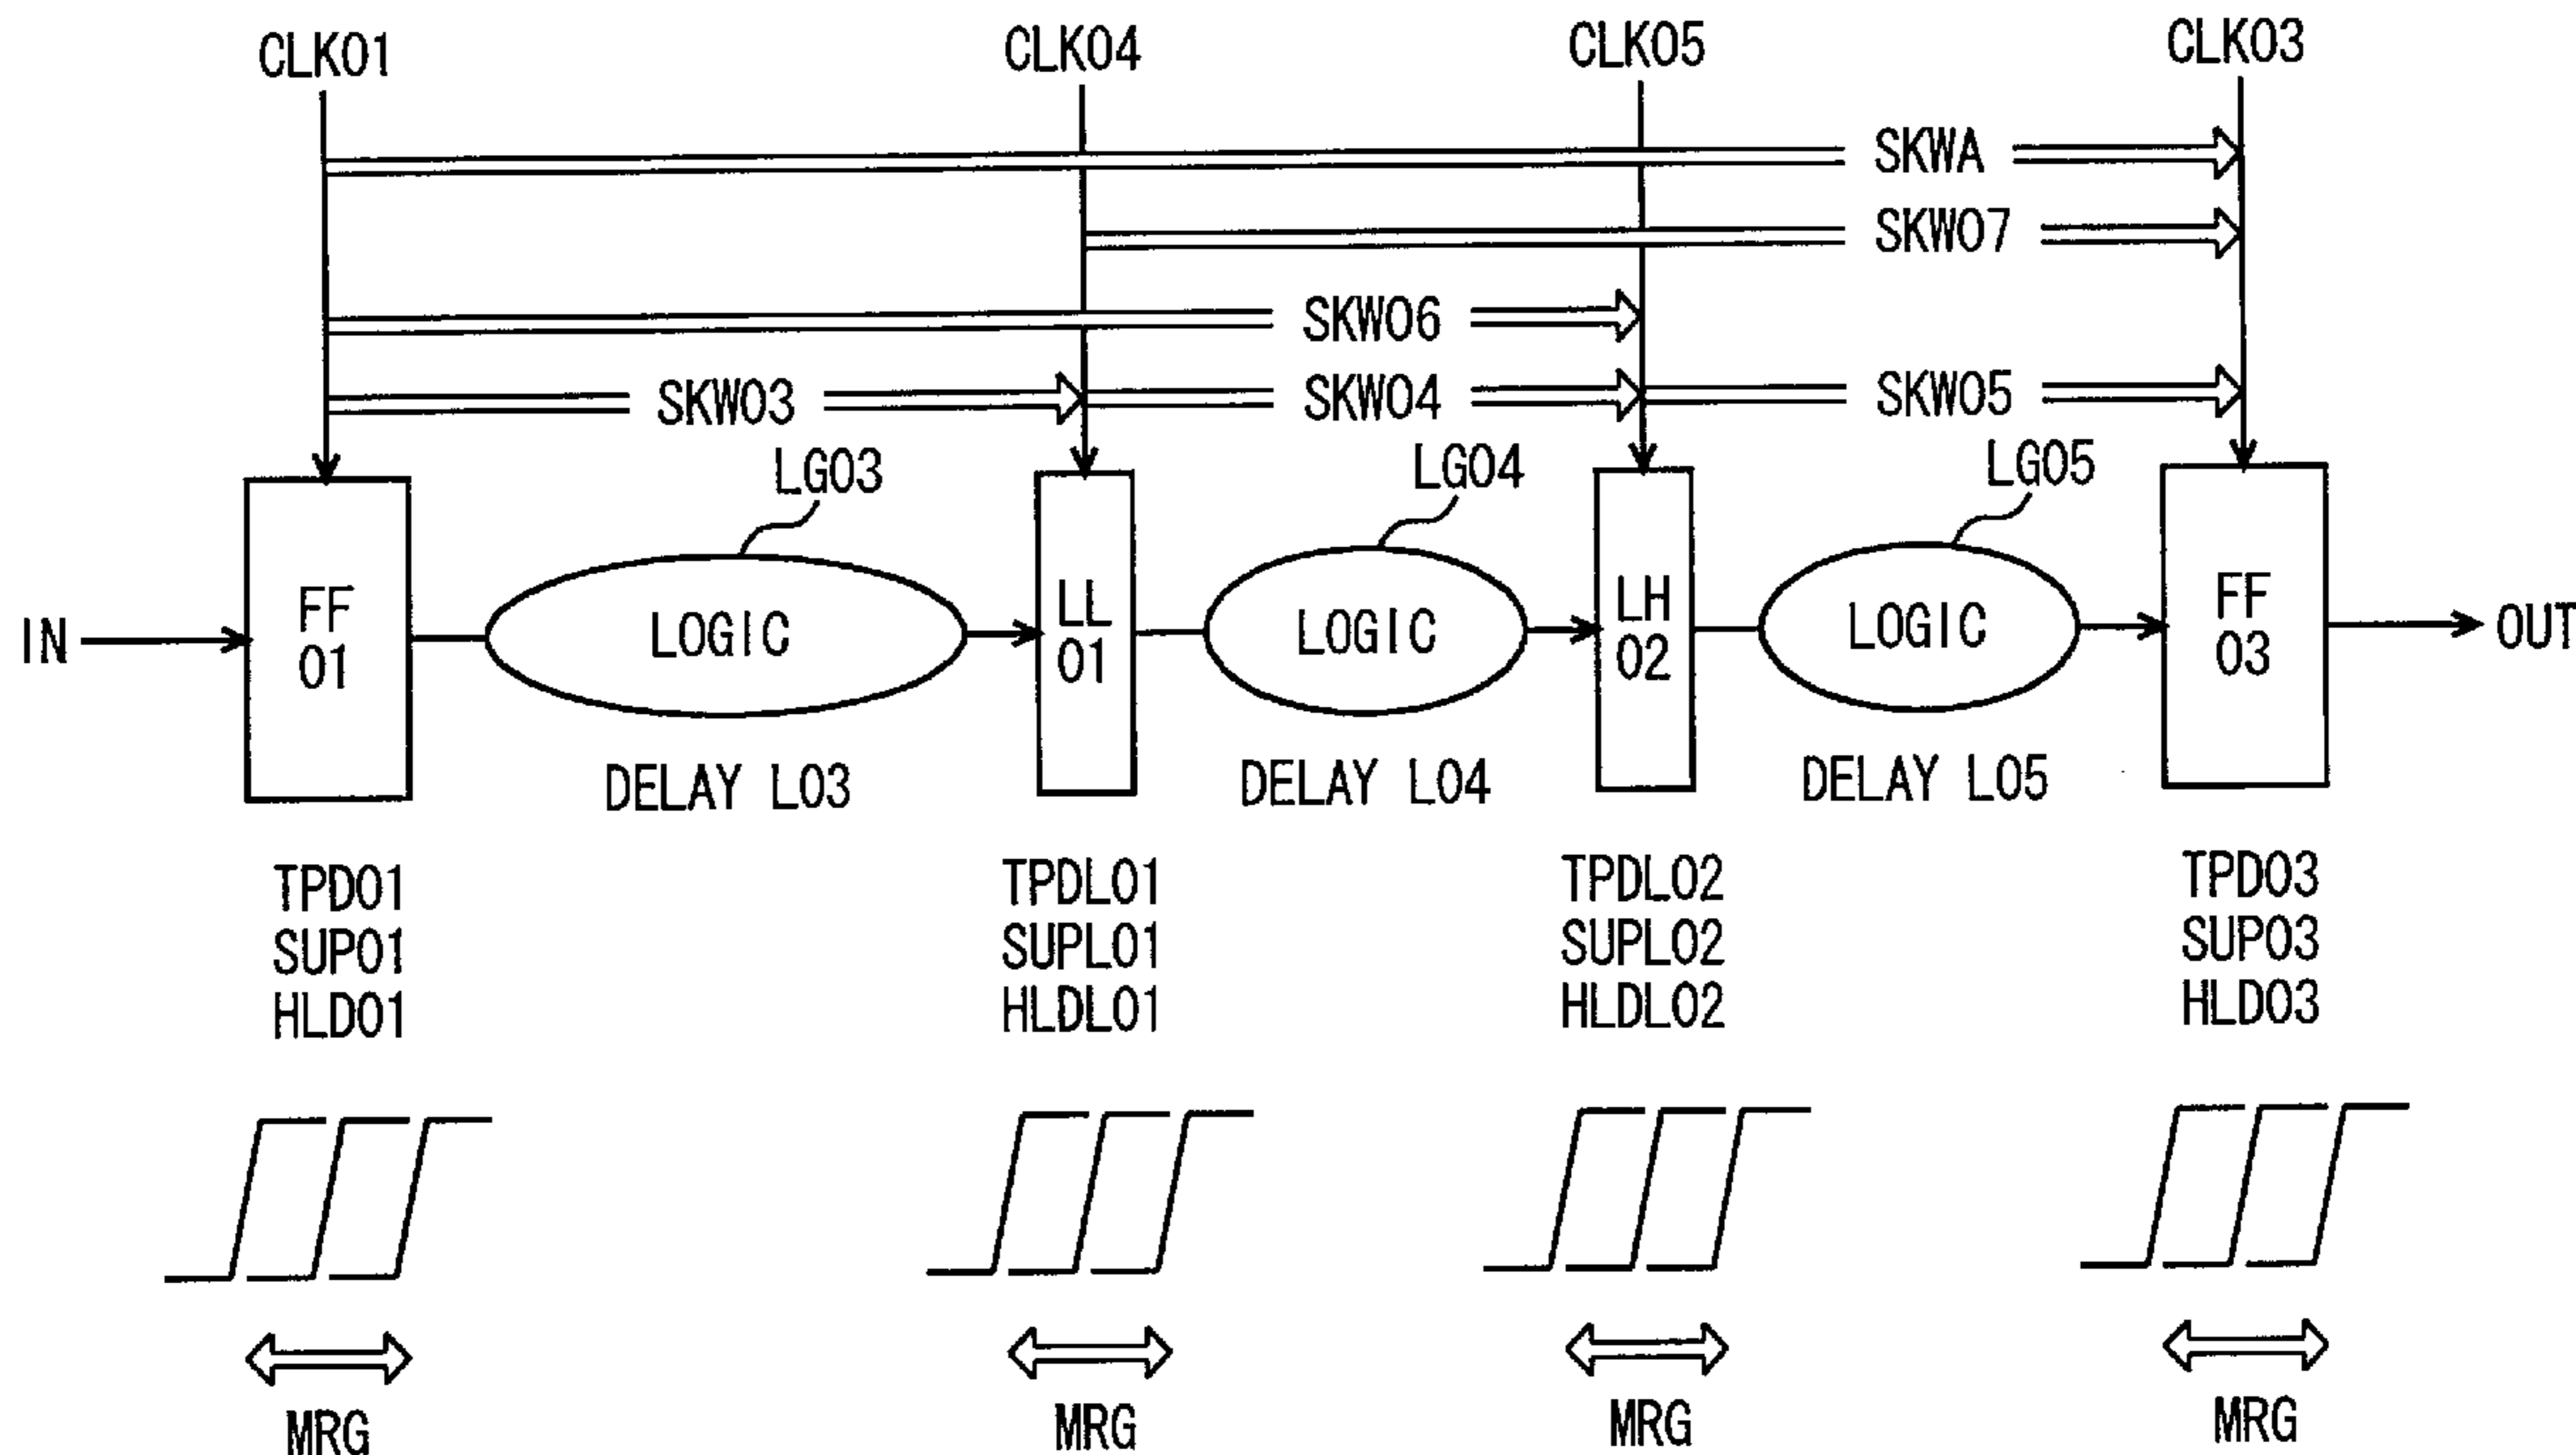 CLK01 CLK04 CLK05 CLK03
SKWA
SKW07
SKW06
SKW03 SKW04 SKW05
LG03 LG04 LG05
IN FF 01 LOGIC LL 01 LOGIC LH 02 LOGIC FF 03 OUT
DELAY L03 DELAY L04 DELAY L05
TPD01 TPDL01 TPDL02 TPD03
SUP01 SUPL01 SUPL02 SUP03
HLD01 HLDL01 HLDL02 HLD03
MRG MRG MRG MRG